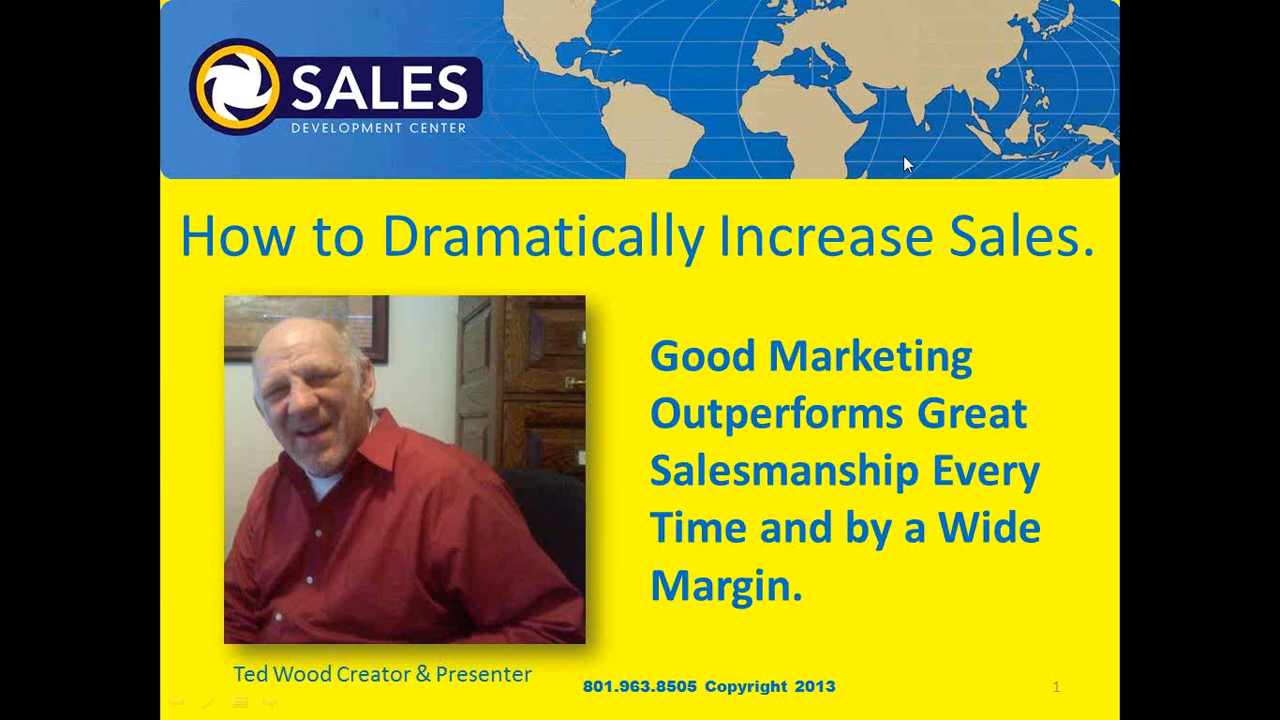 SALES
DEVELOPMENT CENTER
How to Dramatically Increase Sales.
Good Marketing
Outperforms Great
Salesmanship Every
Time and by a Wide
Margin.
Ted Wood Creator & Presenter
801.963.8505 Copyright 2013
1